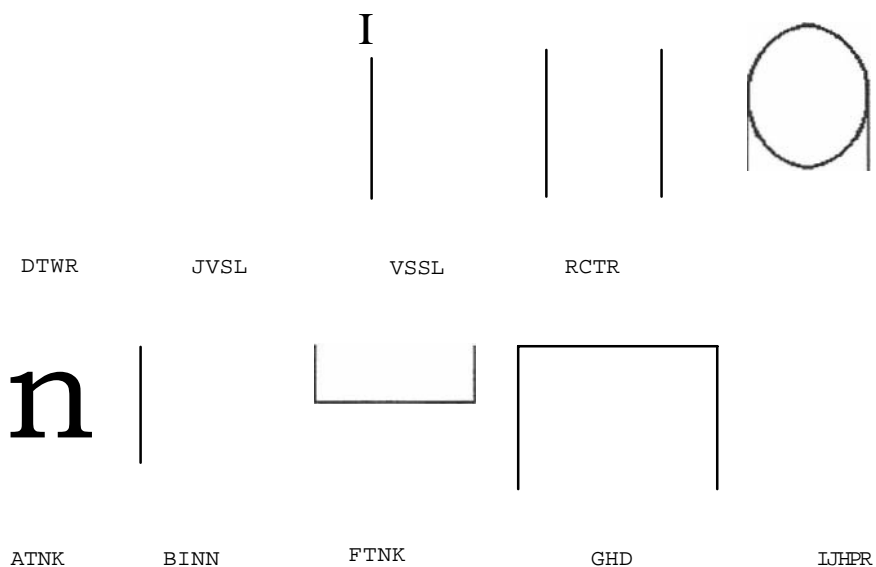 I
DTWR JVSL VSSL RCTR
n
ATNK BINN FTNK GHD IJHPR